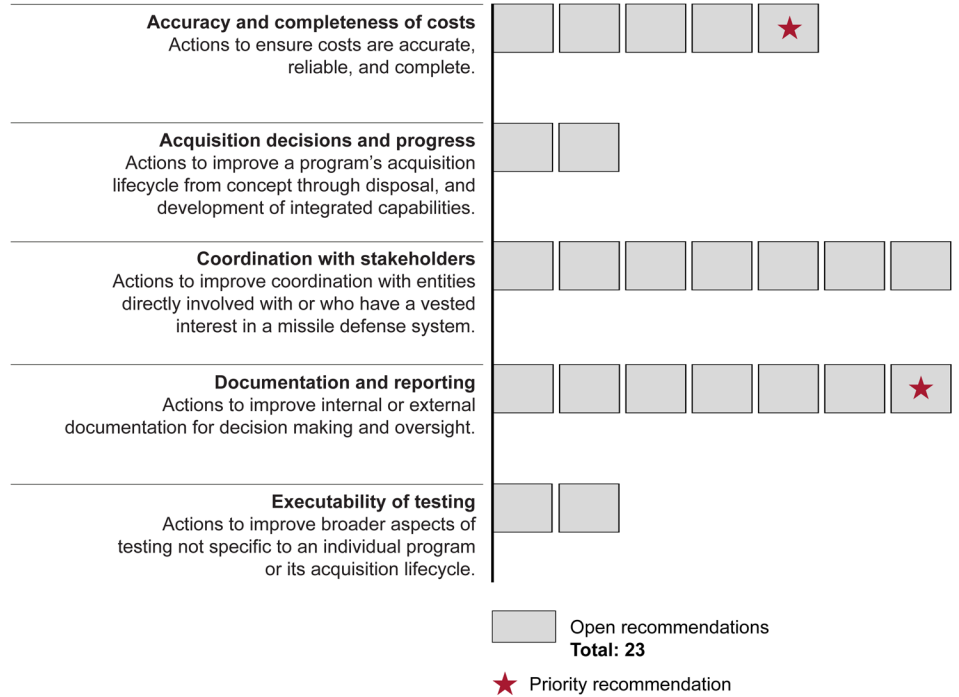 Accuracy and completeness of costs
Actions to ensure costs are accurate,
reliable, and complete.
Acquisition decisions and progress
Actions to improve a program’s acquisition
lifecycle from concept through disposal, and
development of integrated capabilities.
Coordination with stakeholders
Actions to improve coordination with entities
directly involved with or who have a vested
interest in a missile defense system.
Documentation and reporting
Actions to improve internal or external
documentation for decision making and oversight.
Executability of testing
Actions to improve broader aspects of
testing not specific to an individual program
or its acquisition lifecycle.
Open recommendations
Total: 23
Priority recommendation